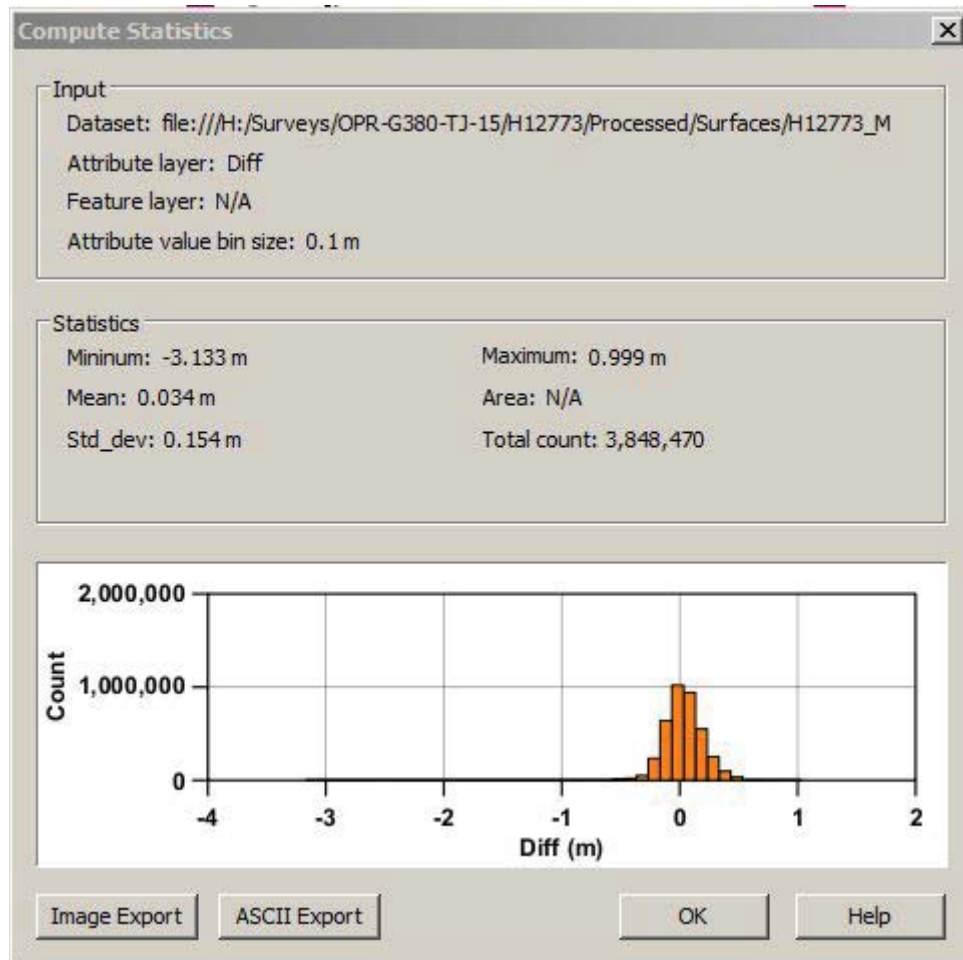 Compute Statistics
Input
Dataset: file:///H:/Surveys/OPR-G380-TJ-15/H12773/Processed/Surfaces/H12773_M
Attribute layer: Diff
Feature layer: N/A
Attribute value bin size: 0.1 m
Statistics
Mininum: -3.133 m
Maximum: 0.999 m
Mean: 0.034 m
Area: N/A
Std_dev: 0.154 m
Total count: 3,848,470
2,000,000
1,000,000
0
Count
-4 -3 -2 -1 0 1 2
Diff (m)
Image Export
ASCII Export
OK
Help